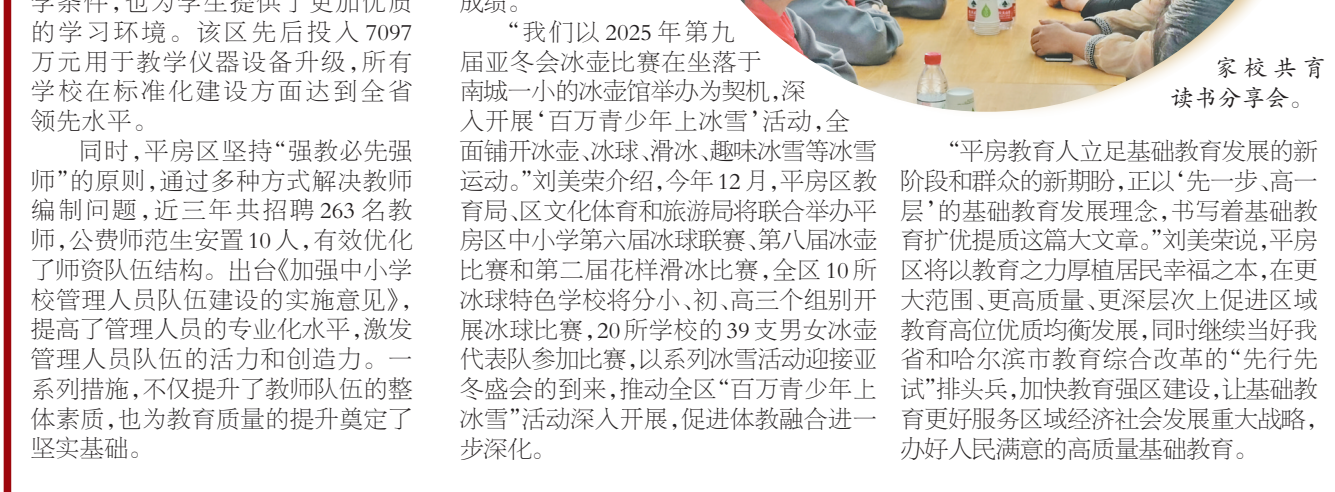 学条件，也为学生提供了更加优质
的学习环境。该区先后投入7097
万元用于教学仪器设备升级，所有
学校在标准化建设方面达到全省
领先水平。
同时，平房区坚持“强教必先强
师”的原则，通过多种方式解决教师
编制问题，近三年共招聘263名教
师，公费师范生安置10人，有效优化
了师资队伍结构。出台《加强中小学
校管理人员队伍建设的实施意见》，
提高了管理人员的专业化水平，激发
管理人员队伍的活力和创造力。一
系列措施，不仅提升了教师队伍的整
体素质，也为教育质量的提升奠定了
坚实基础。
成绩。
“我们以2025年第九
届亚冬会冰壶比赛在坐落于
南城一小的冰壶馆举办为契机，深
入开展‘百万青少年上冰雪’活动，全
面铺开冰壶、冰球、滑冰、趣味冰雪等冰雪
运动。”刘美荣介绍，今年12月，平房区教
育局、区文化体育和旅游局将联合举办平
房区中小学第六届冰球联赛、第八届冰壶
比赛和第二届花样滑冰比赛，全区10所
冰球特色学校将分小、初、高三个组别开
展冰球比赛，20所学校的39支男女冰壶
代表队参加比赛，以系列冰雪活动迎接亚
冬盛会的到来，推动全区“百万青少年上
冰雪”活动深入开展，促进体教融合进一
步深化。
家校共育
读书分享会。
“平房教育人立足基础教育发展的新
阶段和群众的新期盼，正以‘先一步、高一
层’的基础教育发展理念，书写着基础教
育扩优提质这篇大文章。”刘美荣说，平房
区将以教育之力厚植居民幸福之本，在更
大范围、更高质量、更深层次上促进区域
教育高位优质均衡发展，同时继续当好我
省和哈尔滨市教育综合改革的“先行先
试”排头兵，加快教育强区建设，让基础教
育更好服务区域经济社会发展重大战略，
办好人民满意的高质量基础教育。